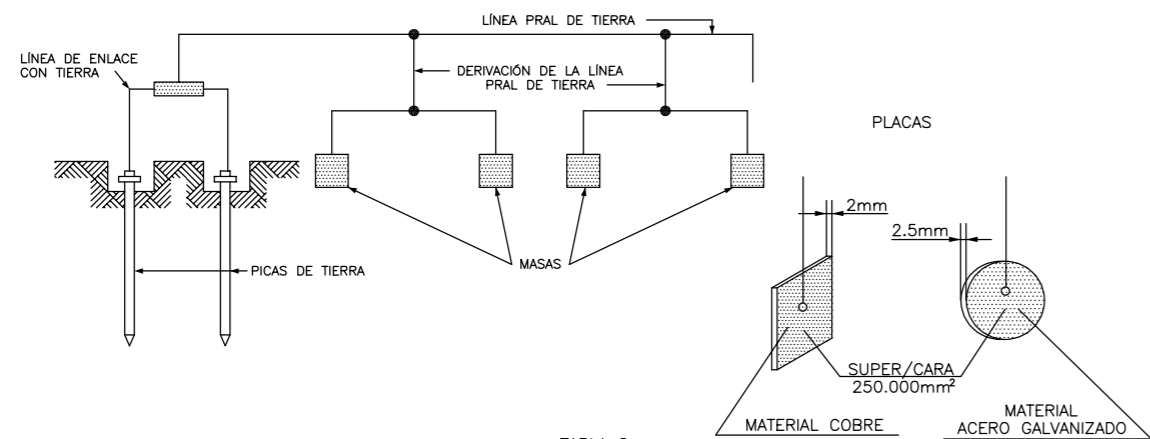 LÍNEA PRAL DE TIERRA
LÍNEA DE ENLACE
CON TIERRA
DERIVACIÓN DE LA LÍNEA
PRAL DE TIERRA
PICAS DE TIERRA
MASAS
PLACAS
2mm
2.5mm
SUPER/CARA
250.000mm²
MATERIAL COBRE
MATERIAL
ACERO GALVANIZADO